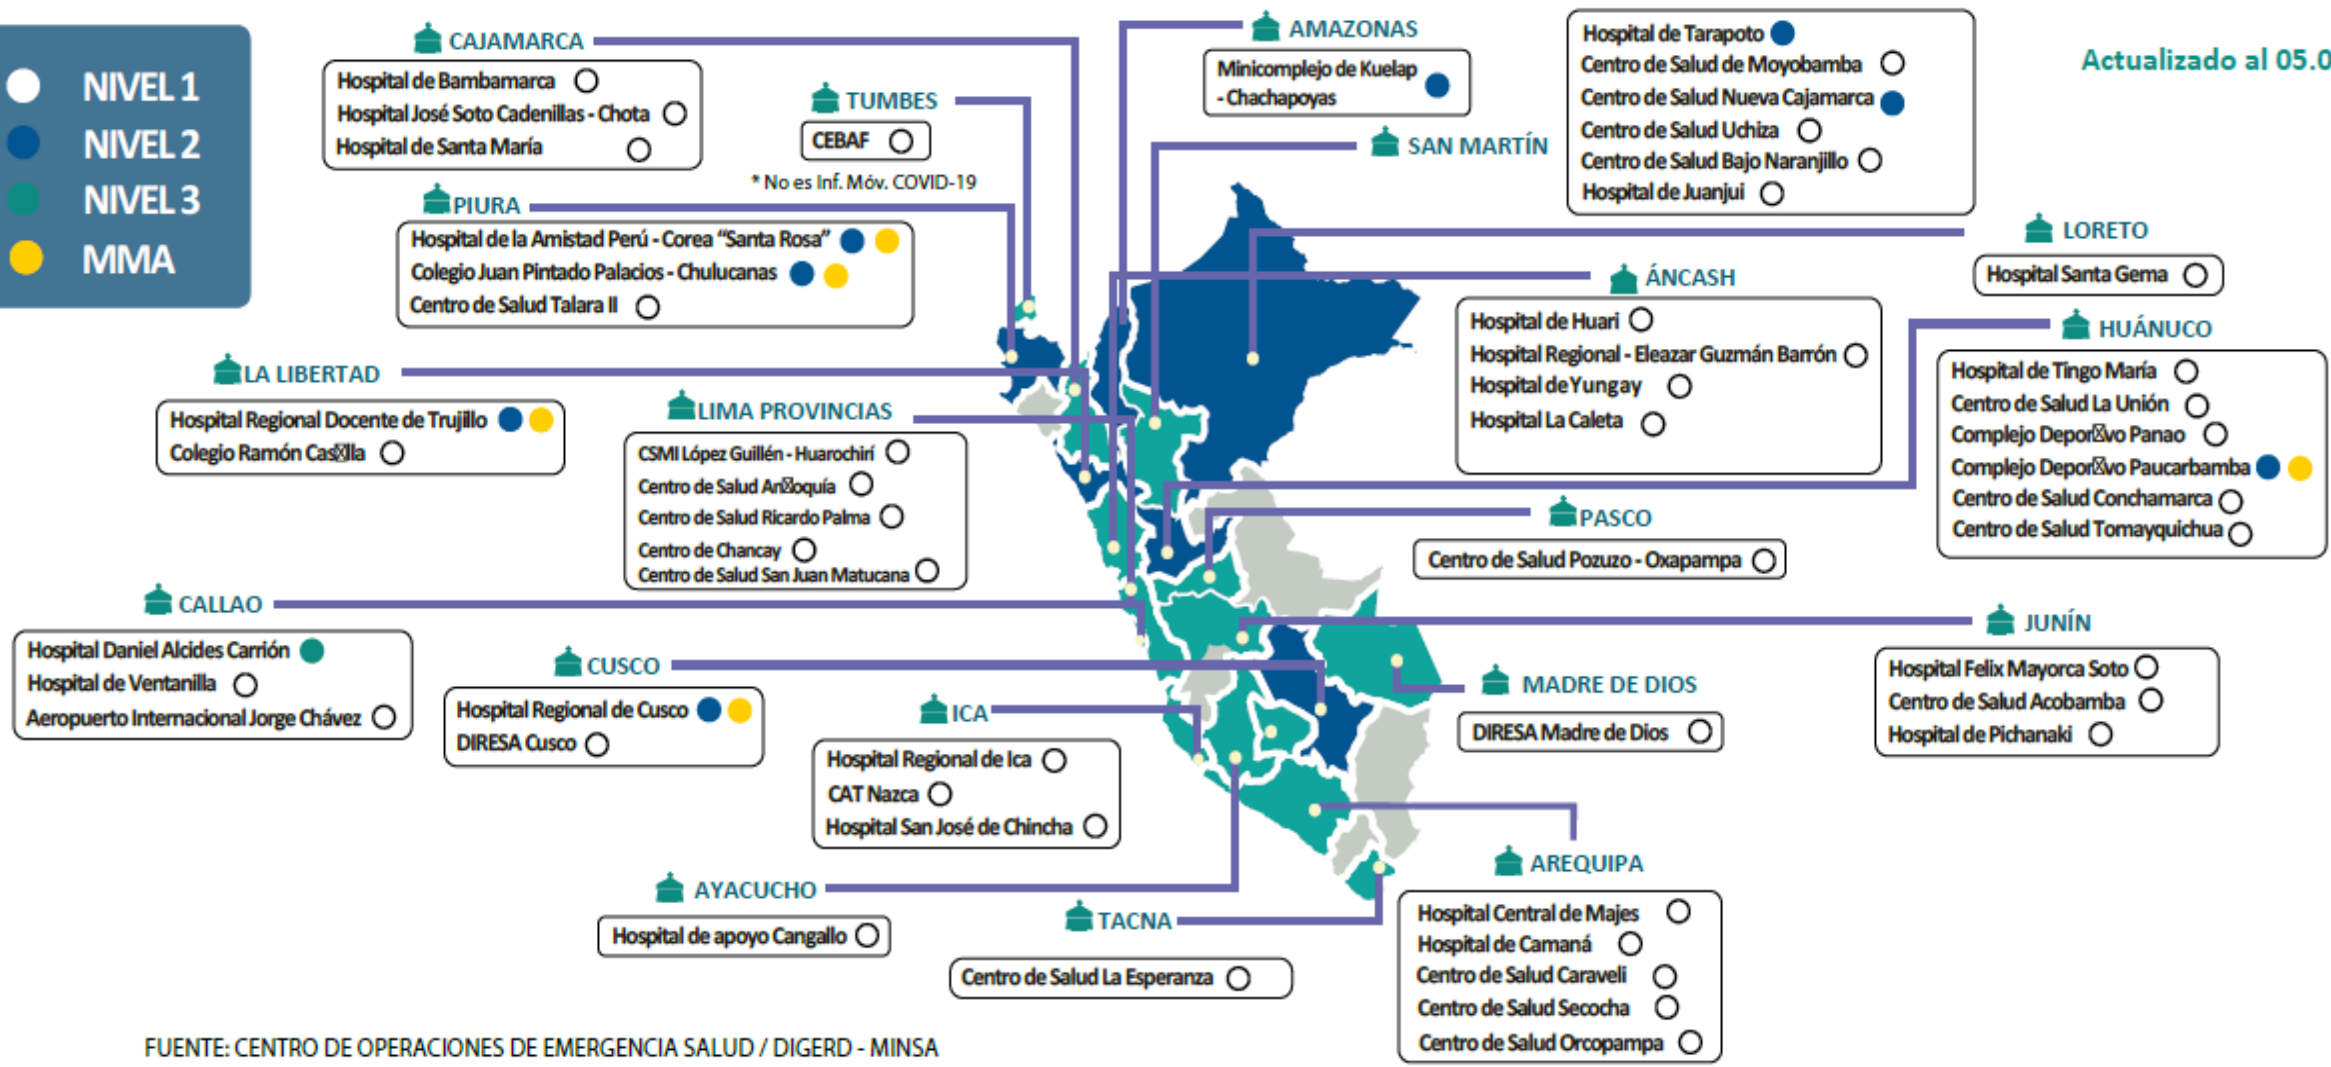 NIVEL 1
NIVEL 2
NIVEL 3
MMA
CAJAMARCA
Hospital de Bambamarca
Hospital José Soto Cadenillas - Chota
Hospital de Santa María
TUMBES
CEBAF
* No es Inf. Móv. COVID-19
AMAZONAS
Minicomplejo de Kuelap
- Chachapoyas
SAN MARTÍN
Hospital de Tarapoto
Centro de Salud de Moyobamba
Centro de Salud Nueva Cajamarca
Centro de Salud Uchiza
Centro de Salud Bajo Naranjillo
Hospital de Juanjui
Actualizado al 05.0
PIURA
Hospital de la Amistad Perú - Corea “Santa Rosa”
Colegio Juan Pintado Palacios - Chulucanas
Centro de Salud Talara II
LORETO
Hospital Santa Gema
ÁNCASH
Hospital de Huari
Hospital Regional - Eleazar Guzmán Barrón
Hospital de Yungay
Hospital La Caleta
HUÁNUCO
Hospital de Tingo María
Centro de Salud La Unión
Complejo Depor☒vo Panao
Complejo Depor☒vo Paucarbamba
Centro de Salud Conchamarca
Centro de Salud Tomayquichua
LA LIBERTAD
Hospital Regional Docente de Trujillo
Colegio Ramón Cas☒lla
LIMA PROVINCIAS
CSMI López Guillén - Huarochirí
Centro de Salud An☒oquía
Centro de Salud Ricardo Palma
Centro de Chancay
Centro de Salud San Juan Matucana
PASCO
Centro de Salud Pozuzo - Oxapampa
CALLAO
Hospital Daniel Alcides Carrión
Hospital de Ventanilla
Aeropuerto Internacional Jorge Chávez
CUSCO
Hospital Regional de Cusco
DIRESA Cusco
ICA
Hospital Regional de Ica
CAT Nazca
Hospital San José de Chincha
MADRE DE DIOS
DIRESA Madre de Dios
JUNÍN
Hospital Felix Mayorca Soto
Centro de Salud Acobamba
Hospital de Pichanaki
AYACUCHO
Hospital de apoyo Cangallo
TACNA
Centro de Salud La Esperanza
AREQUIPA
Hospital Central de Majes
Hospital de Camaná
Centro de Salud Caraveli
Centro de Salud Secocha
Centro de Salud Orcopampa
FUENTE: CENTRO DE OPERACIONES DE EMERGENCIA SALUD / DIGERD - MINSA